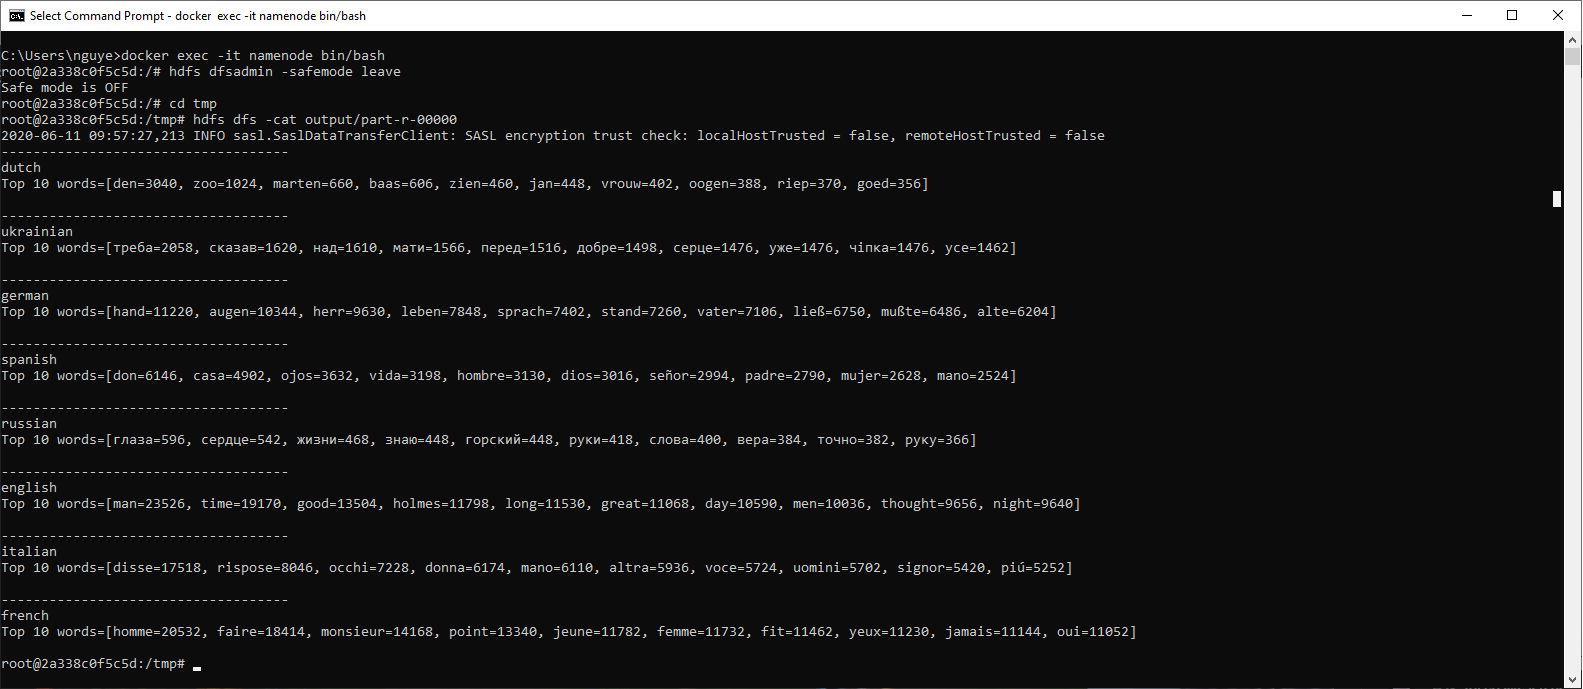 Select Command Prompt - docker exec -it namenode bin/bash
C:\Users\nguye>docker exec -it namenode bin/bash
root@2a338c0f5c5d:/# hdfs dfsadmin -safemode leave
Safe mode is OFF
root@2a338c0f5c5d:/# cd tmp
root@2a338c0f5c5d:/tmp# hdfs dfs -cat output/part-r-00000
2020-06-11 09:57:27,213 INFO sasl.SaslDataTransferClient: SASL encryption trust check: localHostTrusted = false, remoteHostTrusted = false
------------------------------------
dutch
Top 10 words=[den=3040, zoo=1024, marten=660, baas=606, zien=460, jan=448, vrouw=402, oogen=388, riep=370, goed=356]
------------------------------------
ukrainian
Top 10 words=[треба=2058, сказав=1620, над=1610, мати=1566, перед=1516, добре=1498, серце=1476, уже=1476, чіпка=1476, усе=1462]
------------------------------------
german
Top 10 words=[hand=11220, augen=10344, herr=9630, leben=7848, sprach=7402, stand=7260, vater=7106, ließ=6750, mußte=6486, alte=6204]
------------------------------------
spanish
Top 10 words=[don=6146, casa=4902, ojos=3632, vida=3198, hombre=3130, dios=3016, señor=2994, padre=2790, mujer=2628, mano=2524]
------------------------------------
russian
Top 10 words=[глаза=596, сердце=542, жизни=468, знаю=448, горский=448, руки=418, слова=400, вера=384, точно=382, руку=366]
------------------------------------
english
Top 10 words=[man=23526, time=19170, good=13504, holmes=11798, long=11530, great=11068, day=10590, men=10036, thought=9656, night=9640]
------------------------------------
italian
Top 10 words=[disse=17518, rispose=8046, occhi=7228, donna=6174, mano=6110, altra=5936, voce=5724, uomini=5702, signor=5420, piú=5252]
------------------------------------
french
Top 10 words=[homme=20532, faire=18414, monsieur=14168, point=13340, jeune=11782, femme=11732, fit=11462, yeux=11230, jamais=11144, oui=11052]
root@2a338c0f5c5d:/tmp#